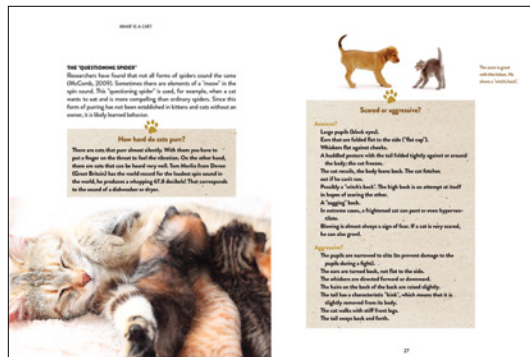 WHAT IS A CAT?
THE "QUESTIONING SPIDER"
Researchers have found that not all forms of spiders sound the same
(McComb, 2009). Sometimes there are elements of a "meow" in the
spin sound. This "questioning spider" is used, for example, when a cat
wants to eat and is more compelling than ordinary spiders. Since this
form of purring has not been established in kittens and cats without an
owner, it is likely learned behavior.
How hard do cats purr?
There are cats that purr almost silently. With them you have to
put a finger on the throat to feel the vibration. On the other hand,
there are cats that can be heard very well. Tom Merlin from Devon
(Great Britain) has the world record for the loudest spin sound in
the world, he produces a whopping 67.8 decibels! That corresponds
to the sound of a dishwasher or dryer.
The scare is great
with this kitten. He
shows a "witch's back".
Scared or aggressive?
Anxious?
Large pupils (black eyes).
Ears that are folded flat to the side ("flat cap").
Whiskers flat against cheeks.
A huddled posture with the tail folded tightly against or around
the body; the cat freezes.
The cat recoils, the body leans back. The cat fetches
out if he can't run.
Possibly a "witch's back". The high back is an attempt at itself
in hopes of scaring the other.
A "sagging" back.
In extreme cases, a frightened cat can pant or even hyperven-
tilate.
Blowing is almost always a sign of fear. If a cat is very scared,
he can also growl.
Aggressive?
The pupils are narrowed to slits (to prevent damage to the
pupils during a fight).
The ears are turned back, not flat to the side.
The whiskers are directed forward or downward.
The hairs on the back of the back are raised slightly.
The tail has a characteristic "kink", which means that it is
slightly removed from its body.
The cat walks with stiff front legs.
The tail sways back and forth.
27